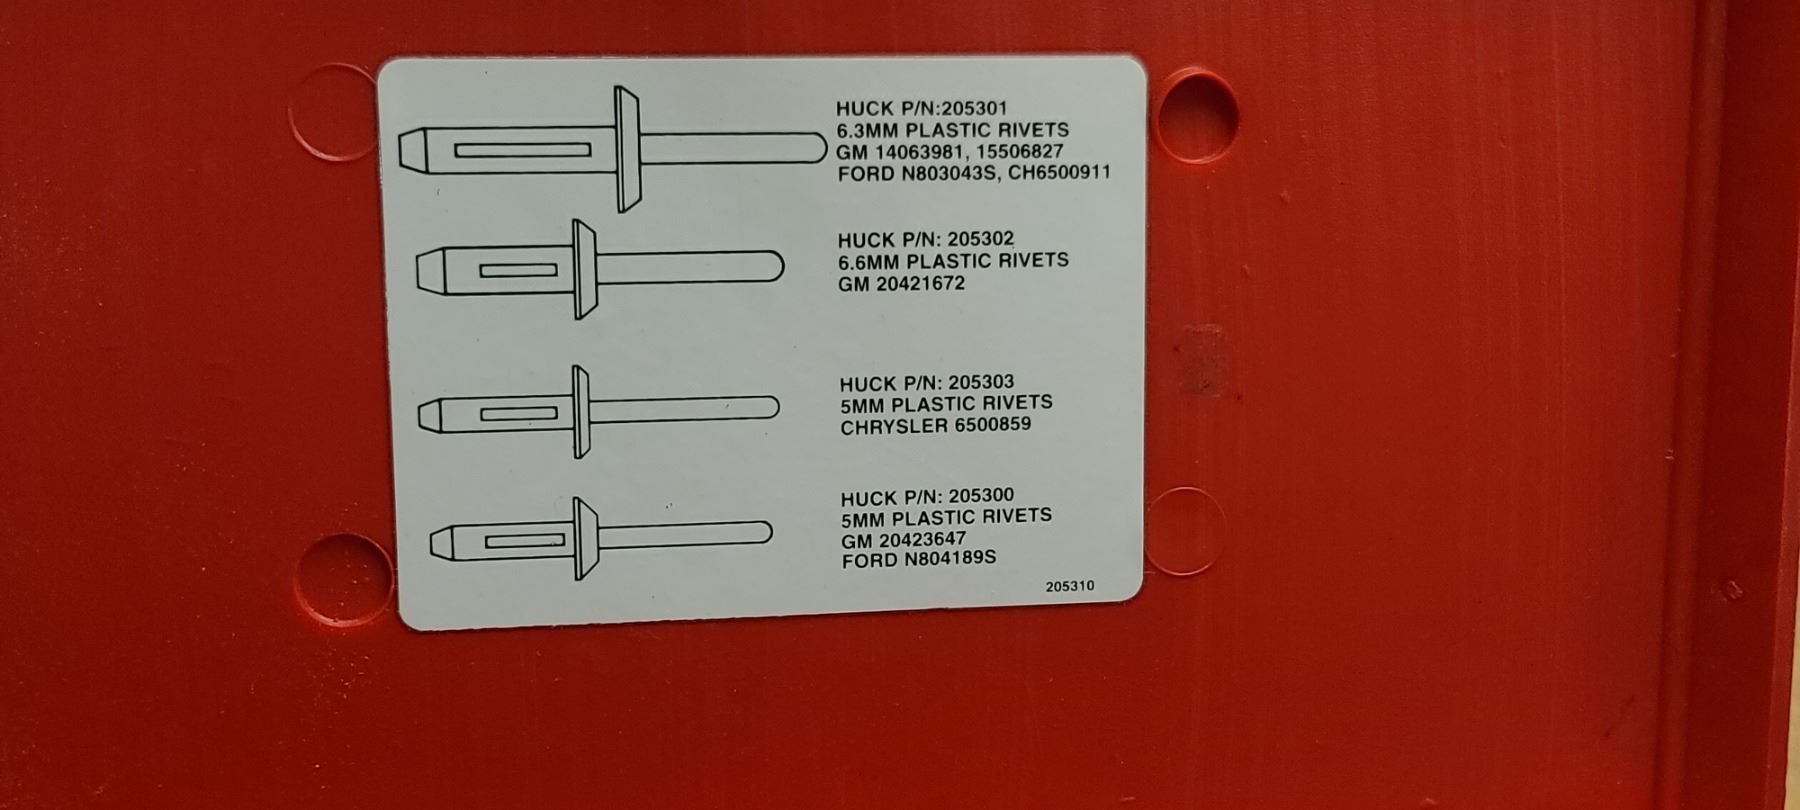 HUCK P/N:205301
6.3MM PLASTIC RIVETS
GM 14063981, 15506827
FORD N803043S, CH6500911
HUCK P/N: 205302
6.6MM PLASTIC RIVETS
GM 20421672
HUCK P/N: 205303
5MM PLASTIC RIVETS
CHRYSLER 6500859
HUCK P/N: 205300
5MM PLASTIC RIVETS
GM 20423647
FORD N804189S
205310